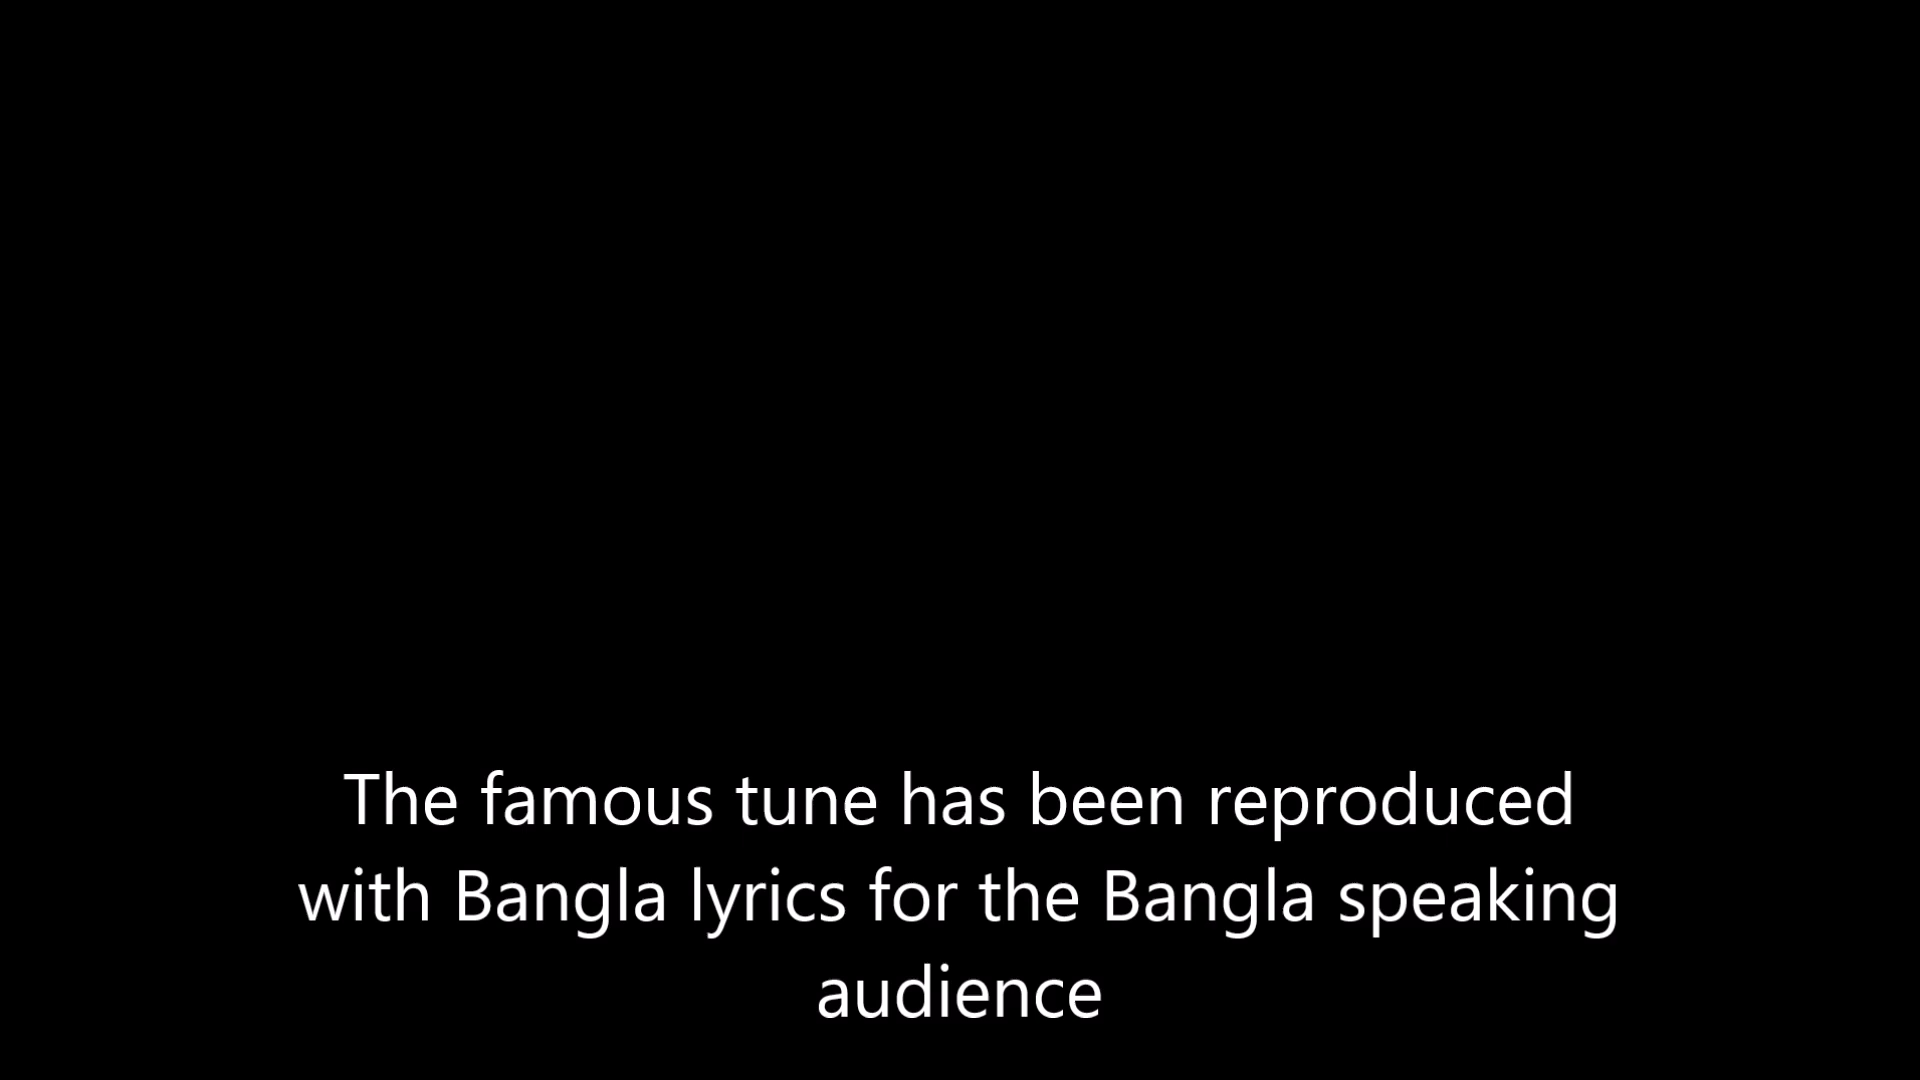 The famous tune has been reproduced
with Bangla lyrics for the Bangla speaking
audience